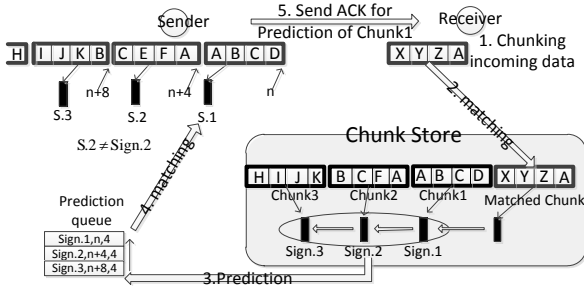 Sender
5. Send ACK for
Prediction of Chunk1
Receiver
H I J K B C E F A A B C D
X Y Z A
1. Chunking
incoming data
n+8
n+4
n
S.3
S.2
S.1
2. matching
S.2≠Sign.2
4. matching
Chunk Store
H I J K B C F A A B C D X Y Z A
Chunk3
Chunk2
Chunk1
Matched Chunk
Prediction
queue
Sign.1,n,4
Sign.2,n+4,4
Sign.3,n+8,4
Sign.3
Sign.2
Sign.1
3.Prediction